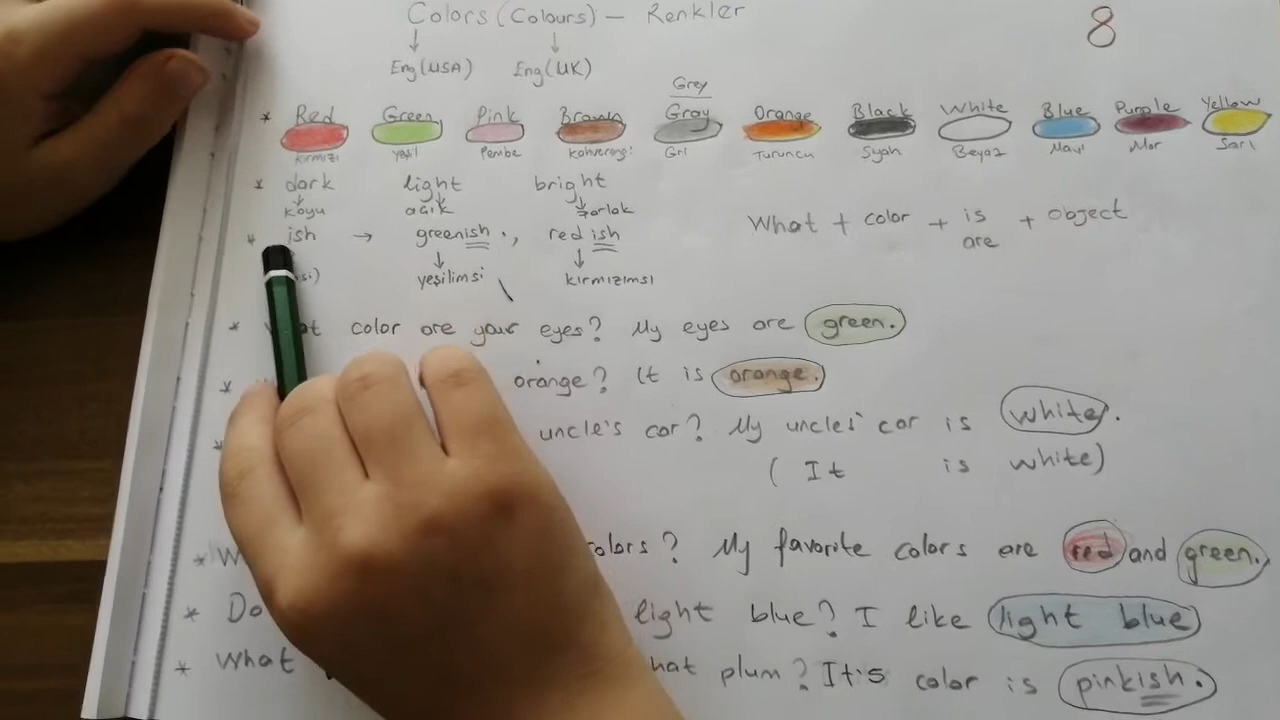 Colors (Colours) – Renkler
8
Eng(USA) Eng(UK)
Grey
* Red Green Pink Brown Gray Orange Black White Blue Purple Yellow
kırmızı yeşil Pembe kahverengi Gri Turuncu Siyah Beyaz Mavi Mor Sarı
* dark light bright
koyu açık parlak
What + color + is + object
are
* ish → greenish ., reddish
yeşilimsi kırmızımsı
* color are your eyes? My eyes are green.
* orange? It is orange.
* uncle's car? My uncles' car is white.
( It is white)
* colors? My favorite colors are red and green.
* Do light blue? I like light blue
* What plum? It's color is pinkish.